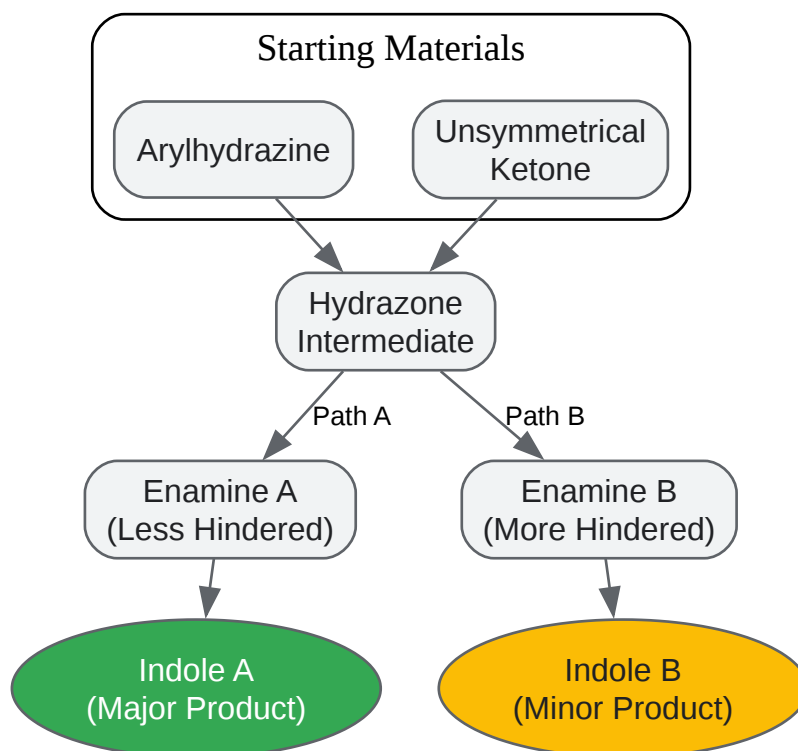 Starting Materials
Arylhydrazine
Unsymmetrical
Ketone
Hydrazone
Intermediate
Path A
Path B
Enamine A
(Less Hindered)
Enamine B
(More Hindered)
Indole A
(Major Product)
Indole B
(Minor Product)